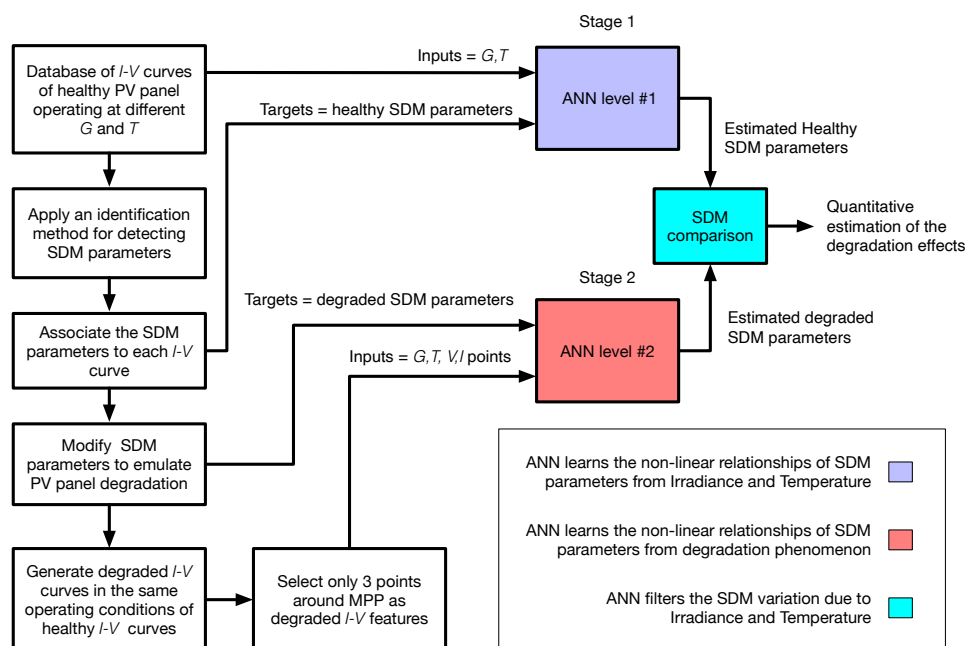 Stage 1
Database of I-V curves
of healthy PV panel
operating at different
G and T
Inputs = G,T
Targets = healthy SDM parameters
ANN level #1
Estimated Healthy
SDM parameters
Apply an identification
method for detecting
SDM parameters
SDM
comparison
Quantitative
estimation of the
degradation effects
Stage 2
Targets = degraded SDM parameters
Associate the SDM
parameters to each I-V
curve
Inputs = G,T, V,I points
ANN level #2
Estimated degraded
SDM parameters
Modify SDM
parameters to emulate
PV panel degradation
Generate degraded I-V
curves in the same
operating conditions of
healthy I-V curves
Select only 3 points
around MPP as
degraded I-V features
ANN learns the non-linear relationships of SDM
parameters from Irradiance and Temperature
ANN learns the non-linear relationships of SDM
parameters from degradation phenomenon
ANN filters the SDM variation due to
Irradiance and Temperature